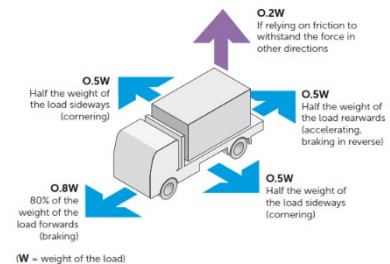 O.2W
If relying on friction to
withstand the force in
other directions
O.5W
Half the weight of
the load sideways
(cornering)
O.5W
Half the weight of
the load rearwards
(accelerating,
braking in reverse)
O.8W
80% of the
weight of the
load forwards
(braking)
O.5W
Half the weight of
the load sideways
(cornering)
(W = weight of the load)